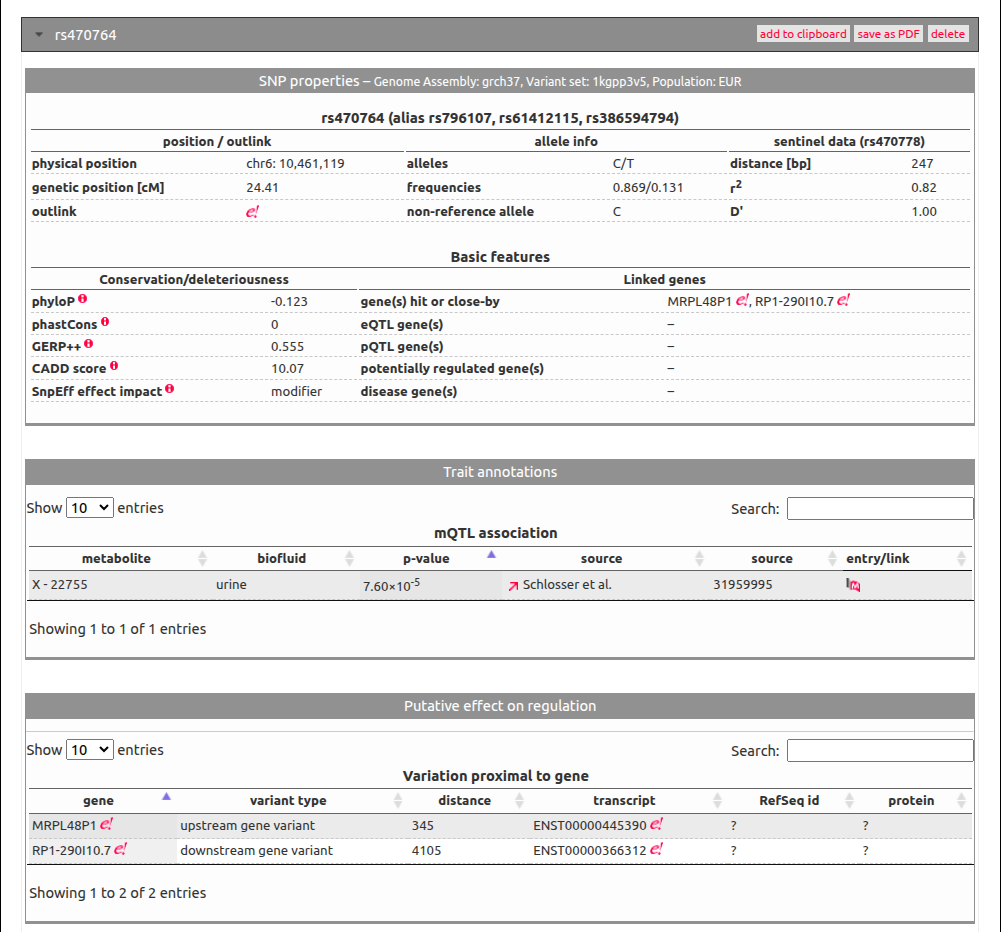 rs470764 add to clipboard save as PDF delete
SNP properties – Genome Assembly: grch37, Variant set: 1kgpp3v5, Population: EUR
rs470764 (alias rs796107, rs61412115, rs386594794)
position / outlink allele info sentinel data (rs470778)
physical position chr6: 10,461,119 alleles C/T distance [bp] 247
genetic position [cM] 24.41 frequencies 0.869/0.131 r² 0.82
outlink e! non-reference allele C D' 1.00
Basic features
Conservation/deleteriousness Linked genes
phyloP i -0.123 gene(s) hit or close-by MRPL48P1 e!, RP1-290I10.7 e!
phastCons i 0 eQTL gene(s) –
GERP++ i 0.555 pQTL gene(s) –
CADD score i 10.07 potentially regulated gene(s) –
SnpEff effect impact i modifier disease gene(s) –
Trait annotations
Show 10 entries Search:
mQTL association
metabolite biofluid p-value source source entry/link
X - 22755 urine 7.60×10⁻⁵ Schlosser et al. 31959995 M
Showing 1 to 1 of 1 entries
Putative effect on regulation
Show 10 entries Search:
Variation proximal to gene
gene variant type distance transcript RefSeq id protein
MRPL48P1 e! upstream gene variant 345 ENST00000445390 e! ? ?
RP1-290I10.7 e! downstream gene variant 4105 ENST00000366312 e! ? ?
Showing 1 to 2 of 2 entries